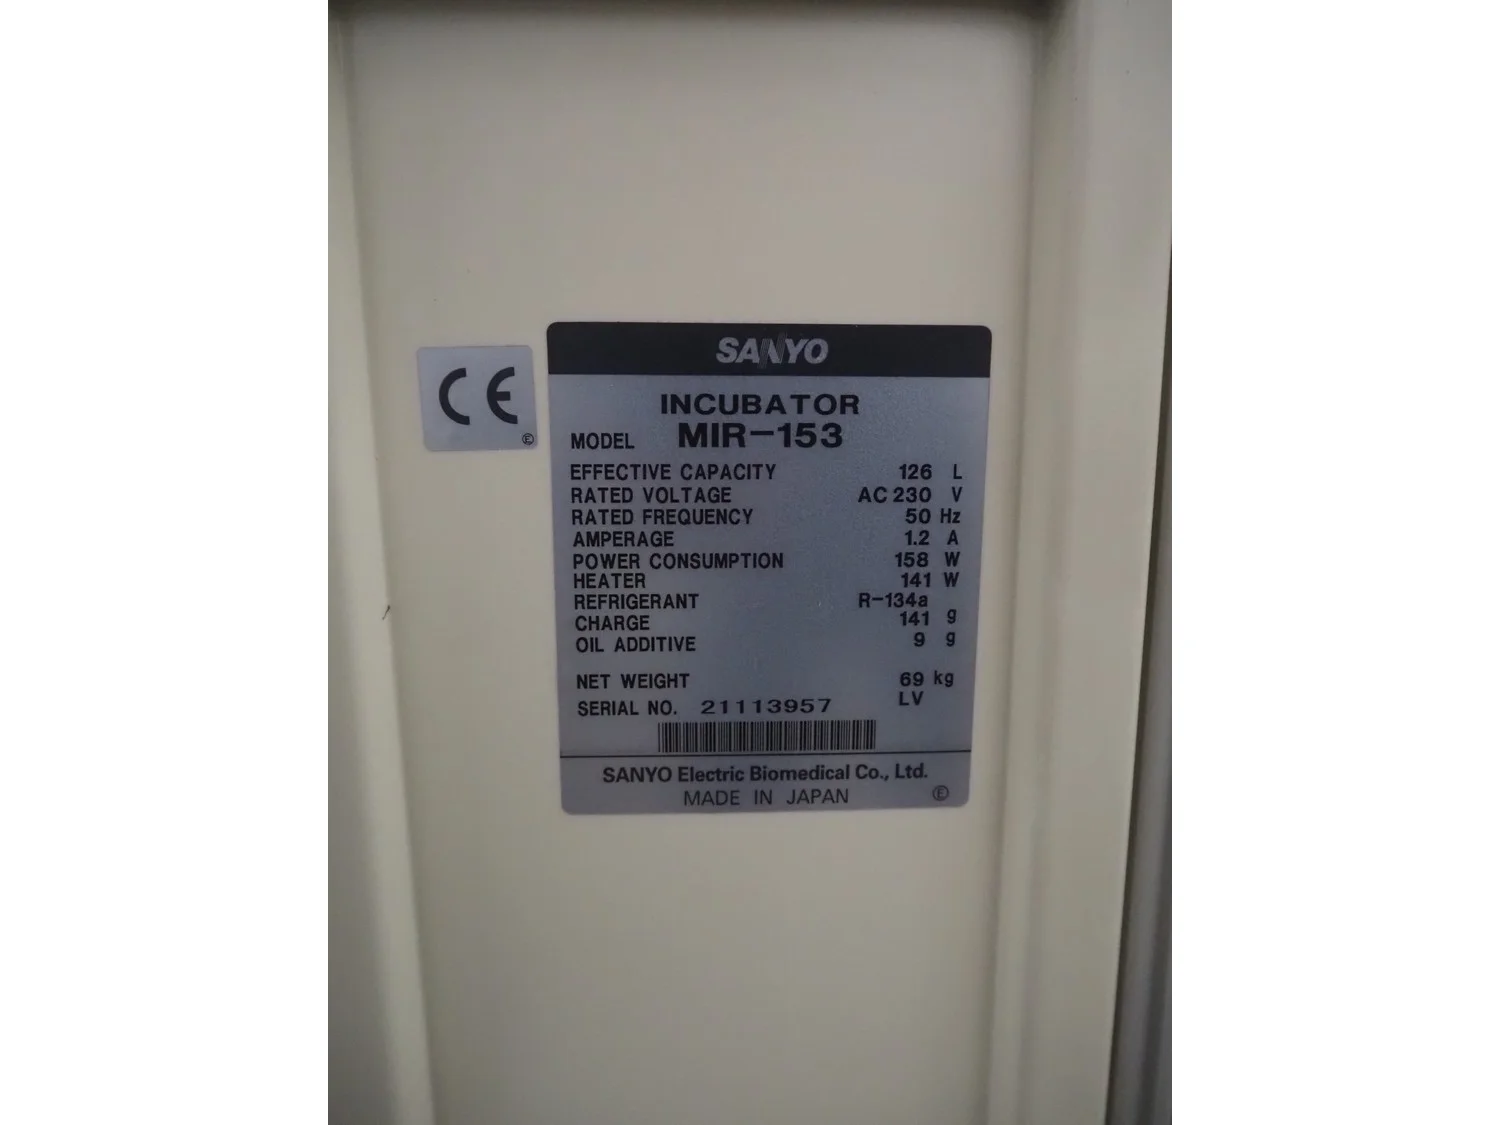 SANYO
CE
E
INCUBATOR
MODEL MIR-153
EFFECTIVE CAPACITY 126 L
RATED VOLTAGE AC 230 V
RATED FREQUENCY 50 Hz
AMPERAGE 1.2 A
POWER CONSUMPTION 158 W
HEATER 141 W
REFRIGERANT R-134a
CHARGE 141 g
OIL ADDITIVE 9 g
NET WEIGHT 69 kg
LV
SERIAL NO. 21113957
SANYO Electric Biomedical Co., Ltd.
MADE IN JAPAN E